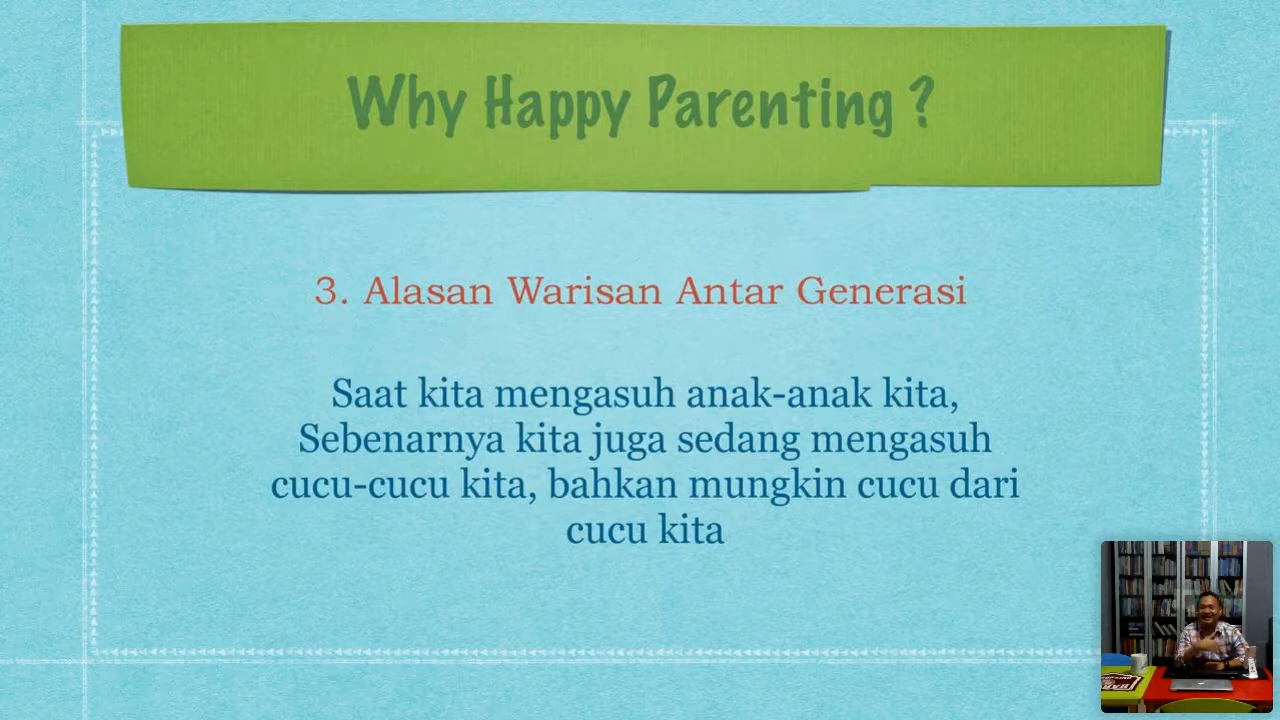 Why Happy Parenting ?
3. Alasan Warisan Antar Generasi
Saat kita mengasuh anak-anak kita,
Sebenarnya kita juga sedang mengasuh
cucu-cucu kita, bahkan mungkin cucu dari
cucu kita